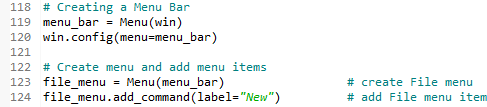 118 # Creating a Menu Bar
119 menu_bar = Menu(win)
120 win.config(menu=menu_bar)
121
122 # Create menu and add menu items
123 file_menu = Menu(menu_bar) # create File menu
124 file_menu.add_command(label="New") # add File menu item